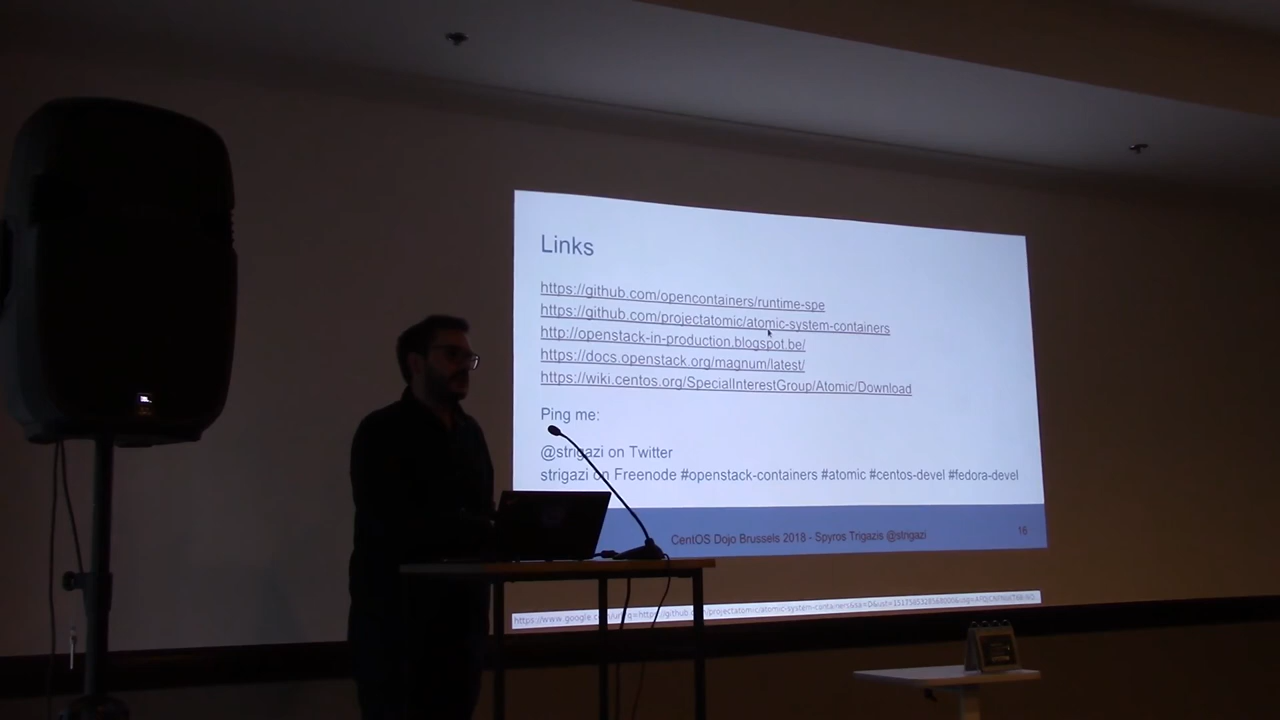 Links
https://github.com/opencontainers/runtime-spe
https://github.com/projectatomic/atomic-system-containers
http://openstack-in-production.blogspot.be/
https://docs.openstack.org/magnum/latest/
https://wiki.centos.org/SpecialInterestGroup/Atomic/Download
Ping me:
@strigazi on Twitter
strigazi on Freenode #openstack-containers #atomic #centos-devel #fedora-devel
CentOS Dojo Brussels 2018 - Spyros Trigazis @strigazi
16
JBL